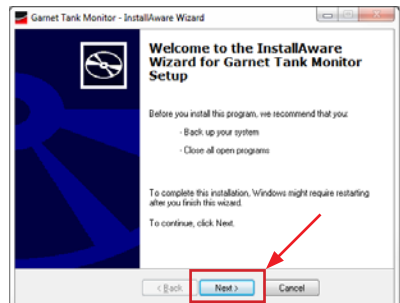 Garnet Tank Monitor - InstallAware Wizard
Welcome to the InstallAware
Wizard for Garnet Tank Monitor
Setup
Before you install this program, we recommend that you:
- Back up your system
- Close all open programs
To complete this installation, Windows might require restarting
after you finish this wizard.
To continue, click Next.
< Back Next > Cancel